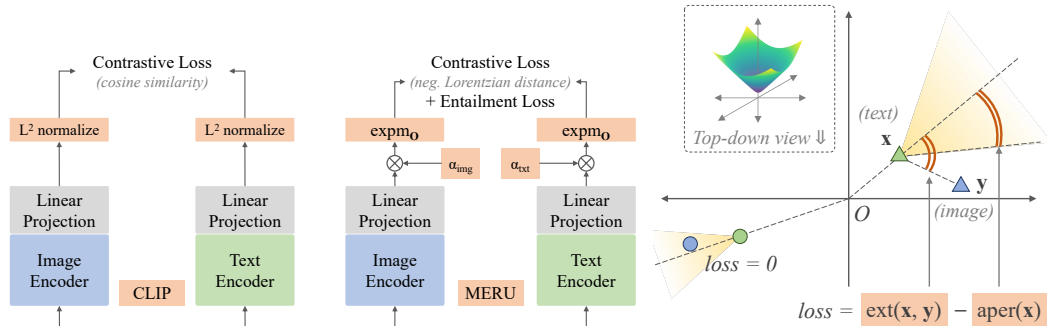 Contrastive Loss
(cosine similarity)
L² normalize
L² normalize
Linear
Projection
Linear
Projection
Image
Encoder
CLIP
Text
Encoder
Contrastive Loss
(neg. Lorentzian distance)
+ Entailment Loss
expm_O
expm_O
α_img
α_txt
Linear
Projection
Linear
Projection
Image
Encoder
MERU
Text
Encoder
Top-down view ⇓
(text)
x
y
(image)
O
loss = 0
loss = ext(x, y) − aper(x)